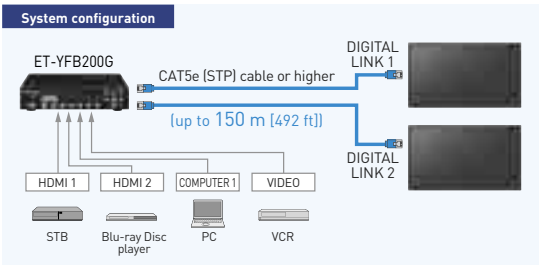 System configuration
DIGITAL
LINK 1
ET-YFB200G
CAT5e (STP) cable or higher
(up to 150 m [492 ft])
DIGITAL
LINK 2
HDMI 1
HDMI 2
COMPUTER 1
VIDEO
STB
Blu-ray Disc
player
PC
VCR